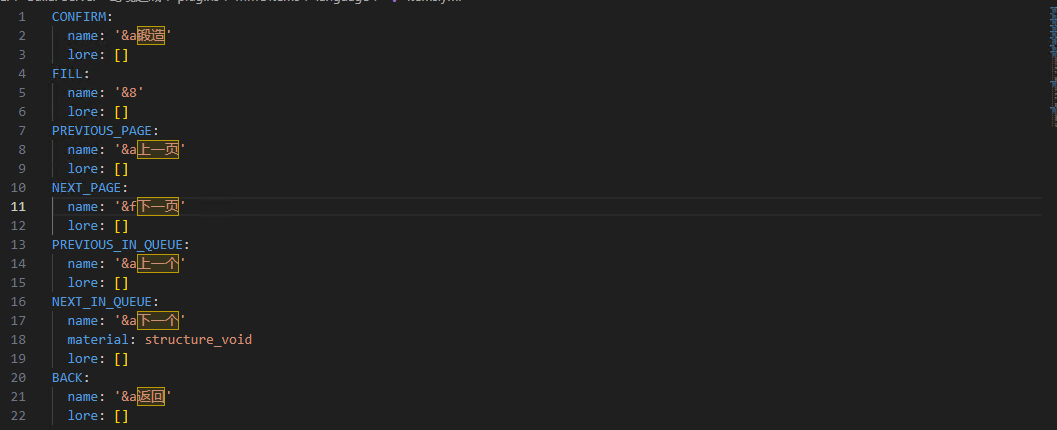 1 CONFIRM:
2 name: '&a锻造'
3 lore: []
4 FILL:
5 name: '&8'
6 lore: []
7 PREVIOUS_PAGE:
8 name: '&a上一页'
9 lore: []
10 NEXT_PAGE:
11 name: '&f下一页'
12 lore: []
13 PREVIOUS_IN_QUEUE:
14 name: '&a上一个'
15 lore: []
16 NEXT_IN_QUEUE:
17 name: '&a下一个'
18 material: structure_void
19 lore: []
20 BACK:
21 name: '&a返回'
22 lore: []